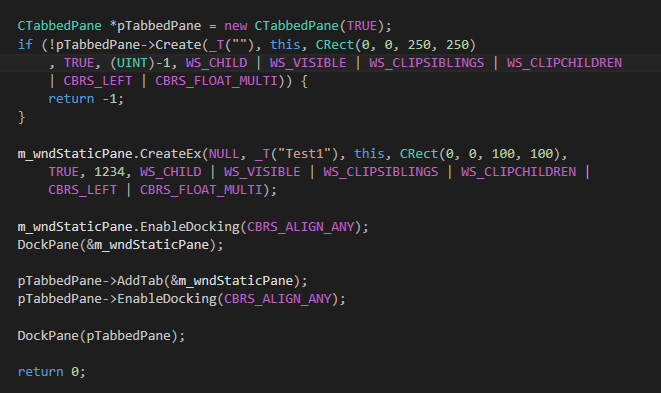 CTabbedPane *pTabbedPane = new CTabbedPane(TRUE);
if (!pTabbedPane->Create(_T(""), this, CRect(0, 0, 250, 250)
    , TRUE, (UINT)-1, WS_CHILD | WS_VISIBLE | WS_CLIPSIBLINGS | WS_CLIPCHILDREN
    | CBRS_LEFT | CBRS_FLOAT_MULTI)) {
    return -1;
}
m_wndStaticPane.CreateEx(NULL, _T("Test1"), this, CRect(0, 0, 100, 100),
    TRUE, 1234, WS_CHILD | WS_VISIBLE | WS_CLIPSIBLINGS | WS_CLIPCHILDREN |
    CBRS_LEFT | CBRS_FLOAT_MULTI);
m_wndStaticPane.EnableDocking(CBRS_ALIGN_ANY);
DockPane(&m_wndStaticPane);
pTabbedPane->AddTab(&m_wndStaticPane);
pTabbedPane->EnableDocking(CBRS_ALIGN_ANY);
DockPane(pTabbedPane);
return 0;